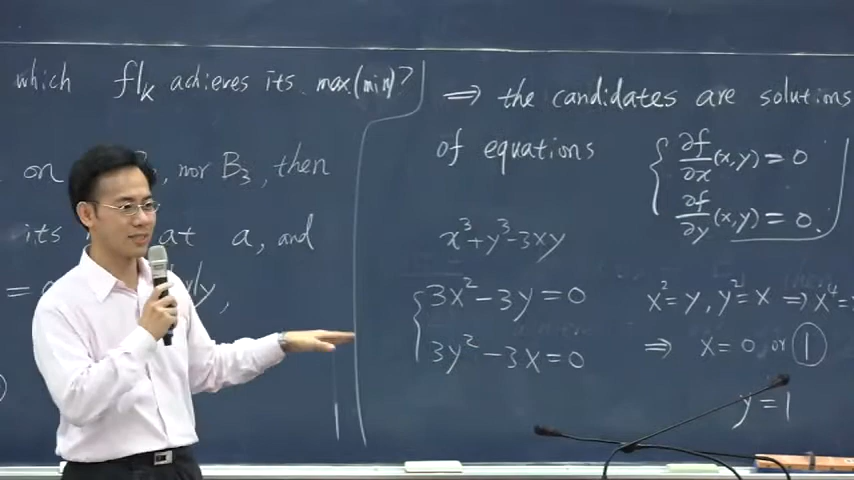 which f|K achieves its max(min)?
on , nor B3, then
its at a, and
=
⇒ the candidates are solutions
of equations { ∂f/∂x (x,y) = 0
∂f/∂y (x,y) = 0.
x³+y³-3xy
{ 3x²-3y=0 x²=y, y²=x ⇒ x⁴=
3y²-3x=0 ⇒ x=0 or 1
y=1